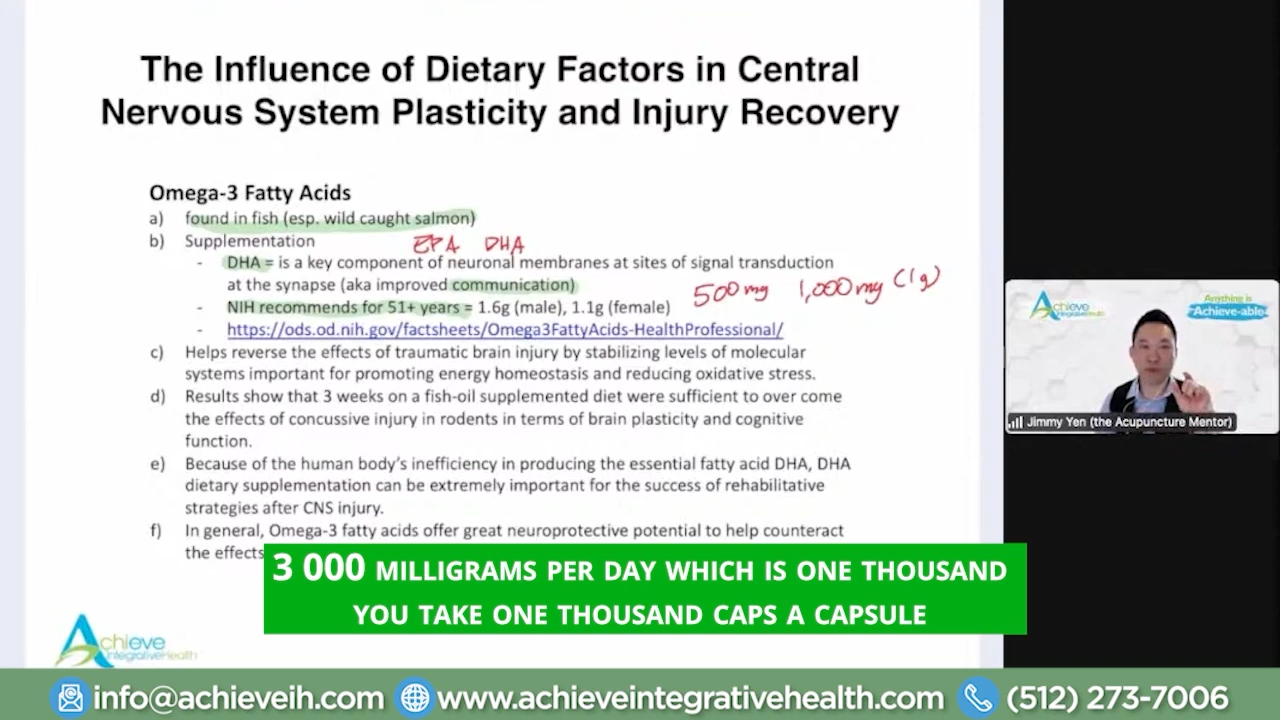 The Influence of Dietary Factors in Central
Nervous System Plasticity and Injury Recovery
Omega-3 Fatty Acids
a) found in fish (esp. wild caught salmon)
b) Supplementation
EPA DHA
- DHA = is a key component of neuronal membranes at sites of signal transduction
at the synapse (aka improved communication)
500mg 1,000mg (1g)
- NIH recommends for 51+ years = 1.6g (male), 1.1g (female)
- https://ods.od.nih.gov/factsheets/Omega3FattyAcids-HealthProfessional/
c) Helps reverse the effects of traumatic brain injury by stabilizing levels of molecular
systems important for promoting energy homeostasis and reducing oxidative stress.
d) Results show that 3 weeks on a fish-oil supplemented diet were sufficient to over come
the effects of concussive injury in rodents in terms of brain plasticity and cognitive
function.
e) Because of the human body's inefficiency in producing the essential fatty acid DHA, DHA
dietary supplementation can be extremely important for the success of rehabilitative
strategies after CNS injury.
f) In general, Omega-3 fatty acids offer great neuroprotective potential to help counteract
the effects
3 000 MILLIGRAMS PER DAY WHICH IS ONE THOUSAND
YOU TAKE ONE THOUSAND CAPS A CAPSULE
Achieve
IntegrativeHealth
Achieve
IntegrativeHealth
Anything is
"Achieve-able"
Jimmy Yen (the Acupuncture Mentor)
info@achieveih.com www.achieveintegrativehealth.com (512) 273-7006